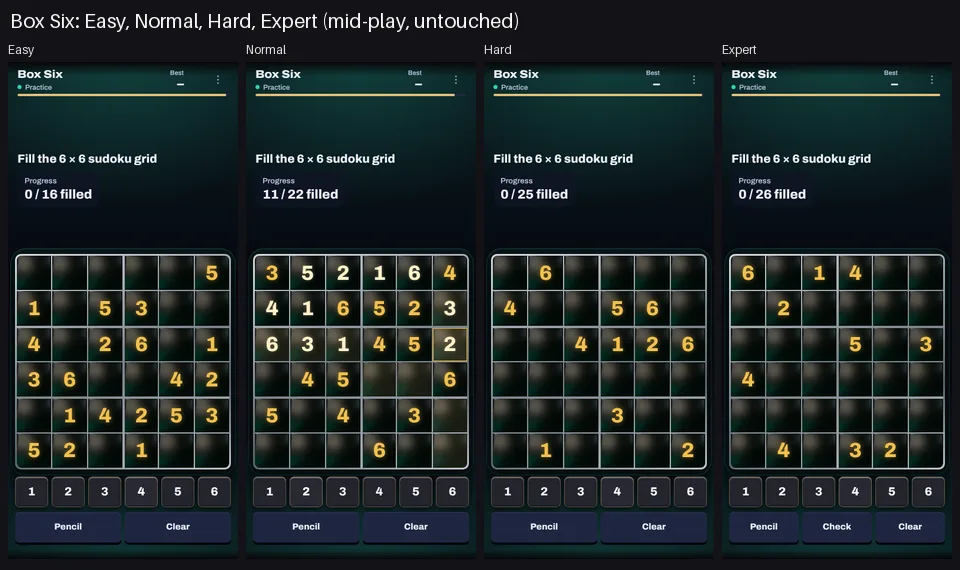 Box Six: Easy, Normal, Hard, Expert (mid-play, untouched)
Easy
Box Six
Best
Practice
–
Fill the 6 × 6 sudoku grid
Progress
0 / 16 filled
5
1 5 3
4 2 6 1
3 6 4 2
1 4 2 5 3
5 2 1
1 2 3 4 5 6
Pencil Clear
Normal
Box Six
Best
Practice
–
Fill the 6 × 6 sudoku grid
Progress
11 / 22 filled
3 5 2 1 6 4
4 1 6 5 2 3
6 3 1 4 5 2
4 5 6
5 4 3
6
1 2 3 4 5 6
Pencil Clear
Hard
Box Six
Best
Practice
–
Fill the 6 × 6 sudoku grid
Progress
0 / 25 filled
6
4 5 6
4 1 2 6
3
1 2
1 2 3 4 5 6
Pencil Clear
Expert
Box Six
Best
Practice
–
Fill the 6 × 6 sudoku grid
Progress
0 / 26 filled
6 1 4
2
5 3
4
4 3 2
1 2 3 4 5 6
Pencil Check Clear